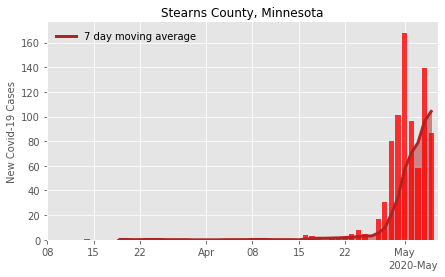 Stearns County, Minnesota
7 day moving average
New Covid-19 Cases
160
140
120
100
80
60
40
20
0
08 15 22 Apr 08 15 22 May
2020-May